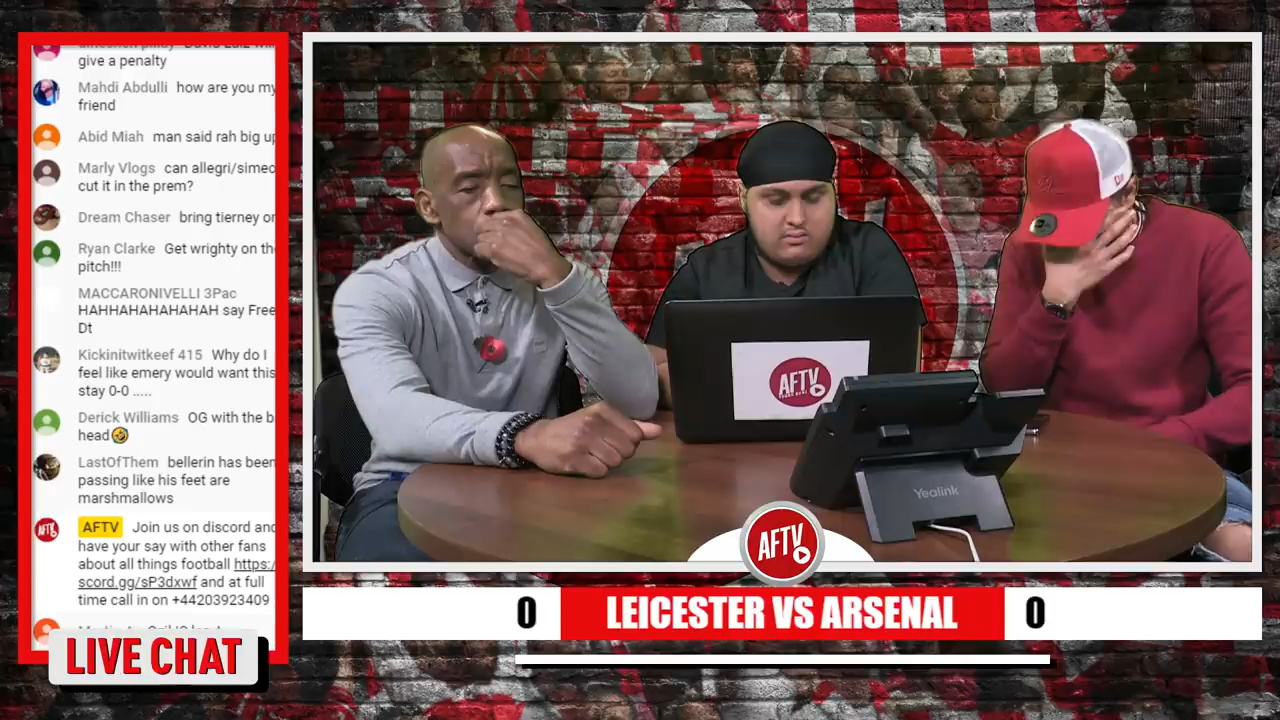 give a penalty
Mahdi Abdulli how are you my
friend
Abid Miah man said rah big up
Marly Vlogs can allegri/simeo
cut it in the prem?
Dream Chaser bring tierney on
Ryan Clarke Get wrighty on the
pitch!!!
MACCARONIVELLI 3Pac
HAHHAHAHAHAHAH say Free
Dt
Kickinitwitkeef 415 Why do I
feel like emery would want this
stay 0-0 .....
Derick Williams OG with the b
head🤣
LastOfThem bellerin has been
passing like his feet are
marshmallows
AFTV Join us on discord and
have your say with other fans
about all things football https:/
scord.gg/sP3dxwf and at full
time call in on +44203923409
LIVE CHAT
AFTV
Yealink
AFTV
0 LEICESTER VS ARSENAL 0